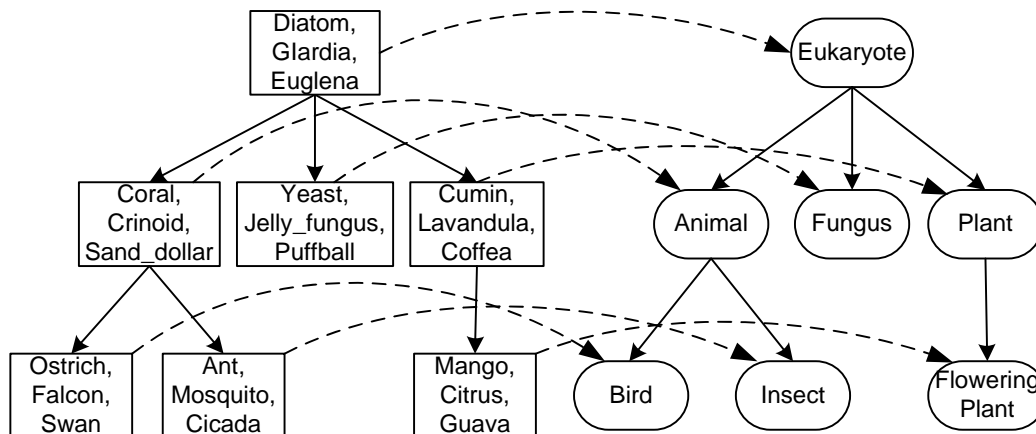 Diatom,
GIardia,
Euglena
Eukaryote
Coral,
Crinoid,
Sand_dollar
Yeast,
Jelly_fungus,
Puffball
Cumin,
Lavandula,
Coffea
Animal
Fungus
Plant
Ostrich,
Falcon,
Swan
Ant,
Mosquito,
Cicada
Mango,
Citrus,
Guava
Bird
Insect
Flowering
Plant